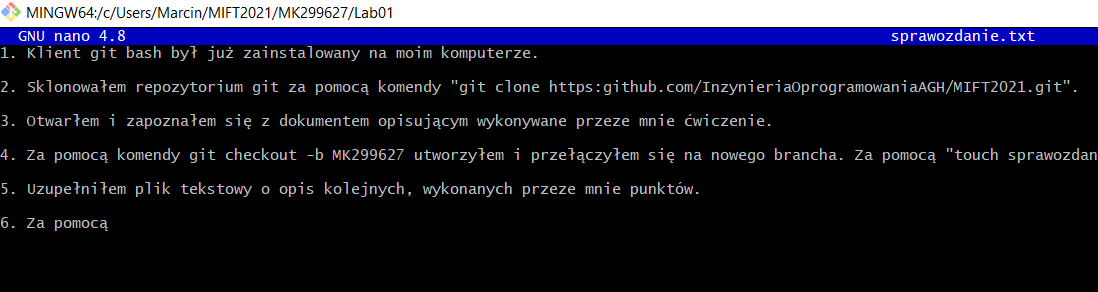 MINGW64:/c/Users/Marcin/MIFT2021/MK299627/Lab01
GNU nano 4.8 sprawozdanie.txt
1. Klient git bash był już zainstalowany na moim komputerze.
2. Sklonowałem repozytorium git za pomocą komendy "git clone https:github.com/InzynieriaOprogramowaniaAGH/MIFT2021.git".
3. Otwarłem i zapoznałem się z dokumentem opisującym wykonywane przeze mnie ćwiczenie.
4. Za pomocą komendy git checkout -b MK299627 utworzyłem i przełączyłem się na nowego brancha. Za pomocą "touch sprawozdan
5. Uzupełniłem plik tekstowy o opis kolejnych, wykonanych przeze mnie punktów.
6. Za pomocą